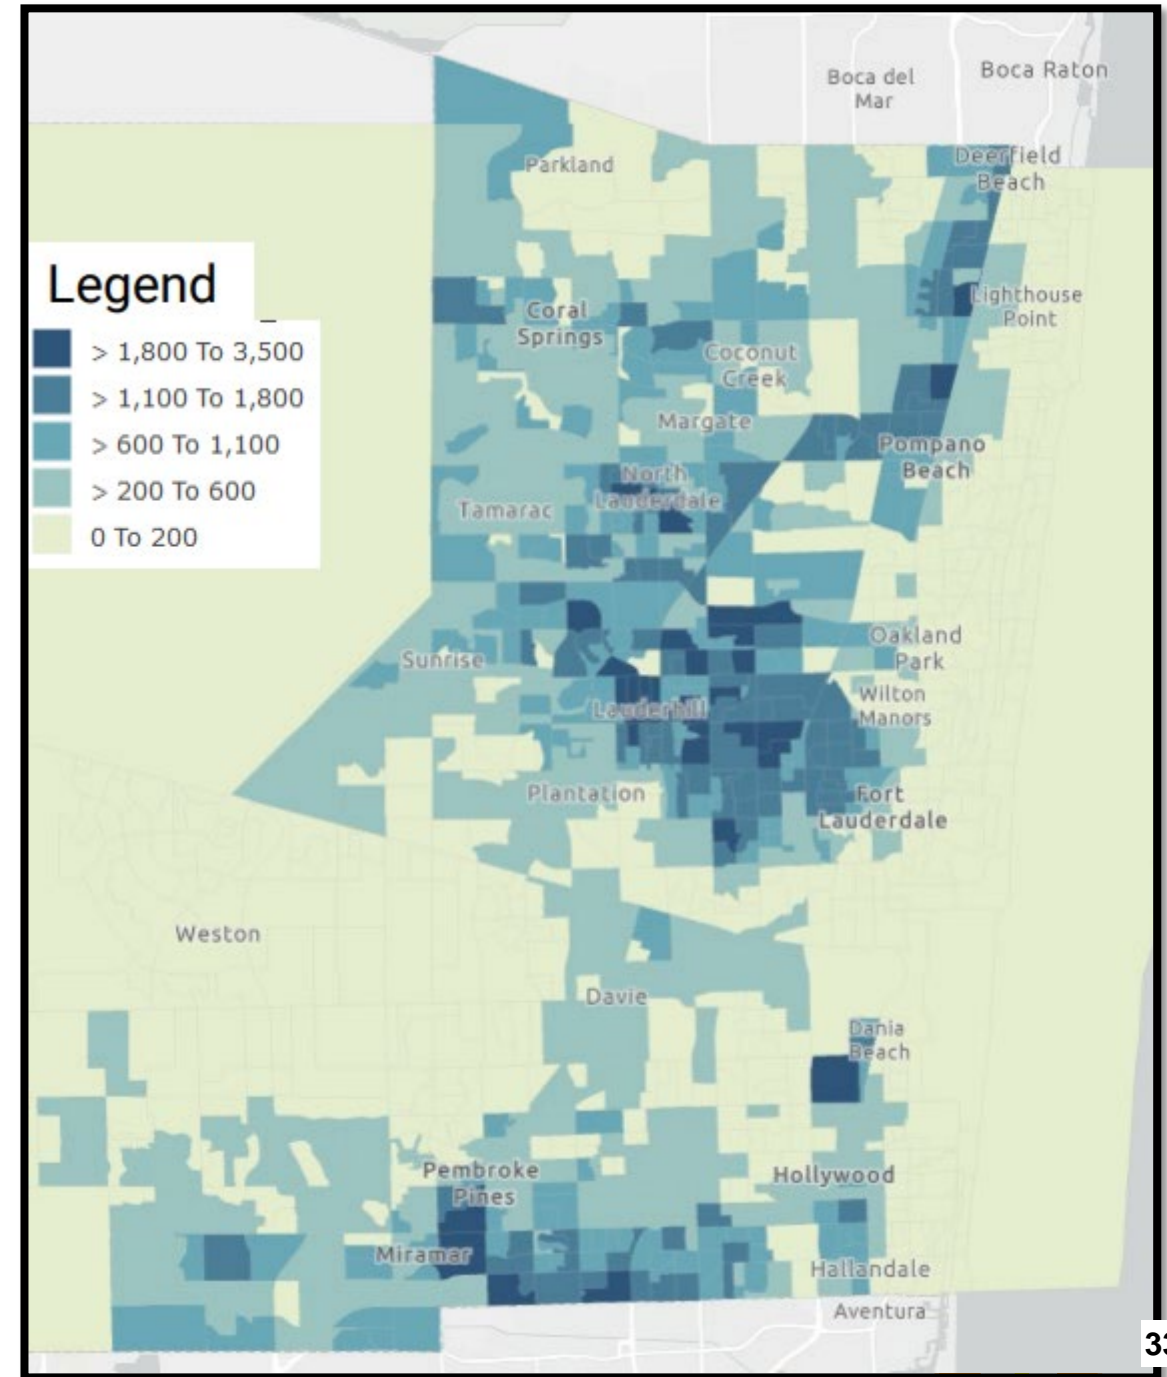 Boca del
Mar
Boca Raton
Parkland
Deerfield
Beach
Legend
> 1,800 To 3,500
> 1,100 To 1,800
> 600 To 1,100
> 200 To 600
0 To 200
Coral
Springs
Lighthouse
Point
Coconut
Creek
Margate
Pompano
Beach
North
Lauderdale
Tamarac
Oakland
Park
Sunrise
Wilton
Manors
Lauderhill
Plantation
Fort
Lauderdale
Weston
Davie
Dania
Beach
Pembroke
Pines
Hollywood
Miramar
Hallandale
Aventura
33